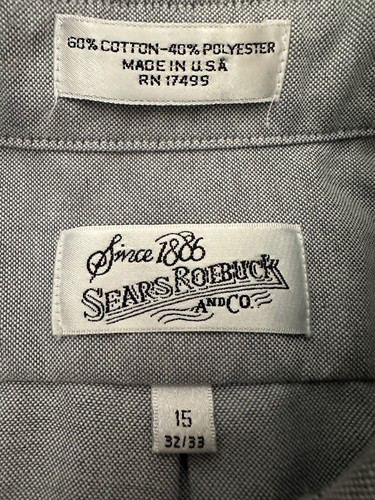 60% COTTON-40% POLYESTER
MADE IN U.S.A
RN 17499
Since 1886
SEARS ROEBUCK
AND CO.
15
32/33